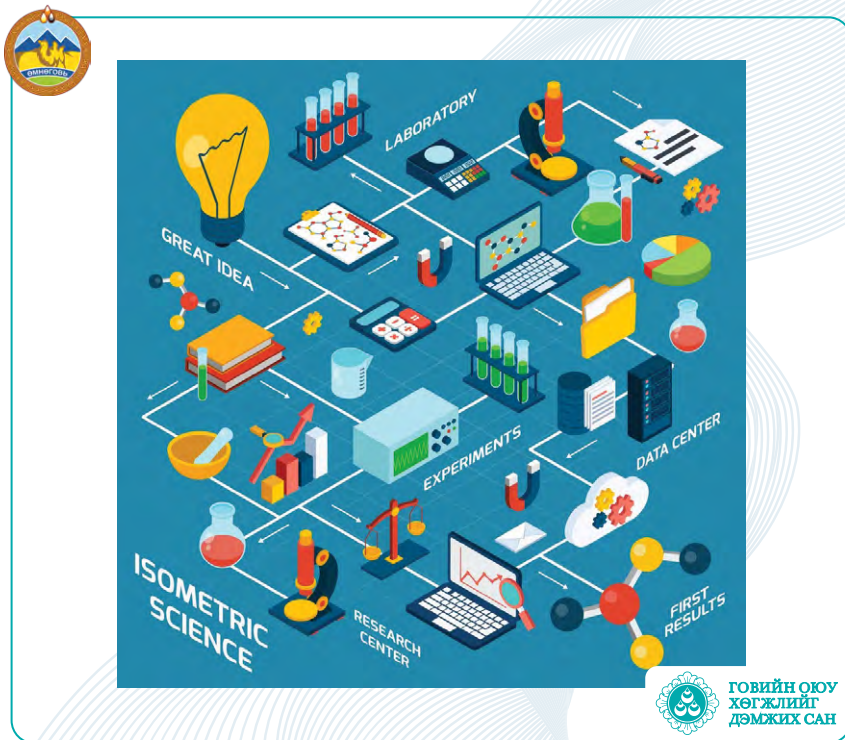 ӨМНӨГОВЬ
LABORATORY
GREAT IDEA
EXPERIMENTS
DATA CENTER
ISOMETRIC
SCIENCE
RESEARCH
CENTER
FIRST
RESULTS
ГОВИЙН ОЮУ
ХӨГЖЛИЙГ
ДЭМЖИХ САН